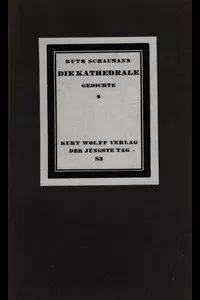 RUTH SCHAUMANN
DIE KATHEDRALE
GEDICHTE
*
KURT WOLFF VERLAG
DER JÜNGSTE TAG .
83